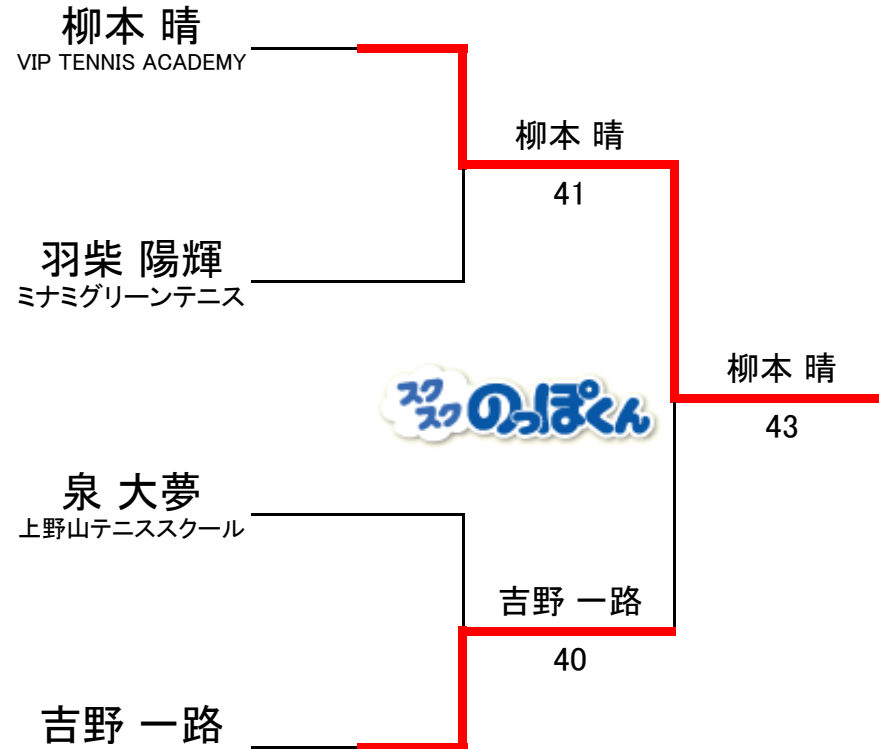 柳本 晴
VIP TENNIS ACADEMY
柳本 晴
41
羽柴 陽輝
ミナミグリーンテニス
柳本 晴
43
スクスクのっぽくん
泉 大夢
上野山テニススクール
吉野 一路
40
吉野 一路